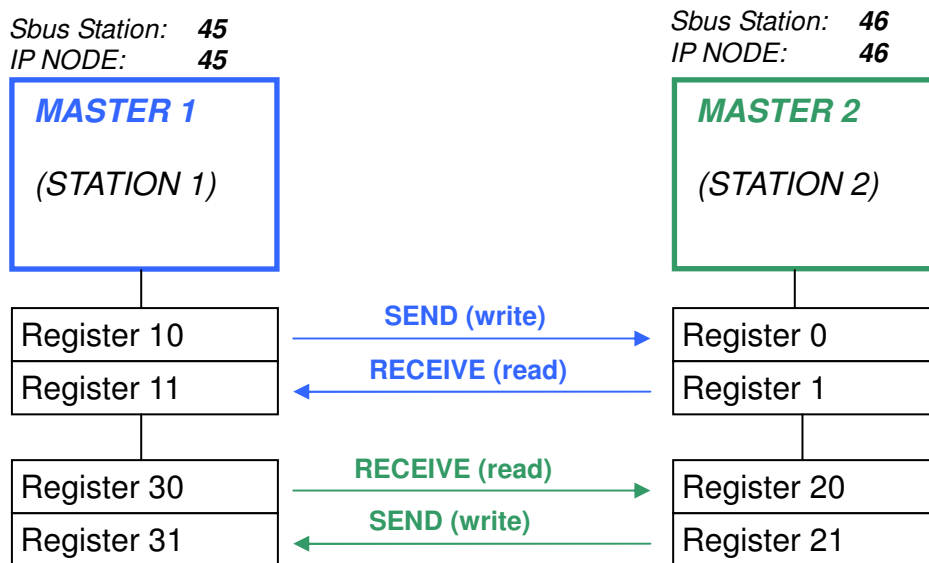 Sbus Station: 45
IP NODE: 45
Sbus Station: 46
IP NODE: 46
MASTER 1
(STATION 1)
MASTER 2
(STATION 2)
Register 10
SEND (write)
Register 0
Register 11
RECEIVE (read)
Register 1
Register 30
RECEIVE (read)
Register 20
Register 31
SEND (write)
Register 21